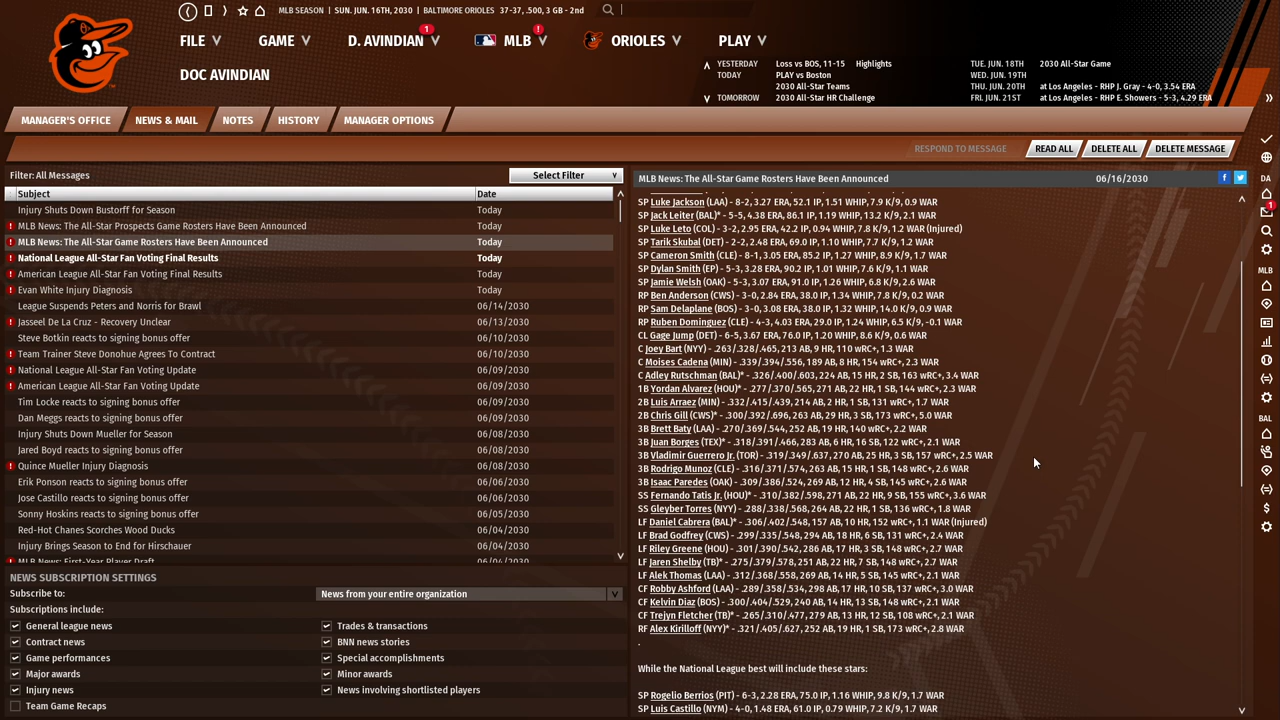 MLB SEASON | SUN. JUN. 16TH, 2030 | BALTIMORE ORIOLES 37-37, .500, 3 GB - 2nd
FILE GAME D. AVINDIAN 1 MLB ! ORIOLES PLAY
DOC AVINDIAN
YESTERDAY Loss vs BOS, 11-15 Highlights
TODAY PLAY vs Boston
2030 All-Star Teams
TOMORROW 2030 All-Star HR Challenge
TUE. JUN. 18TH 2030 All-Star Game
WED. JUN. 19TH
THU. JUN. 20TH at Los Angeles - RHP J. Gray - 4-0, 3.54 ERA
FRI. JUN. 21ST at Los Angeles - RHP E. Showers - 5-3, 4.29 ERA
MANAGER'S OFFICE NEWS & MAIL NOTES HISTORY MANAGER OPTIONS
RESPOND TO MESSAGE READ ALL DELETE ALL DELETE MESSAGE
Filter: All Messages Select Filter
Subject Date
Injury Shuts Down Bustorff for Season Today
MLB News: The All-Star Prospects Game Rosters Have Been Announced Today
MLB News: The All-Star Game Rosters Have Been Announced Today
National League All-Star Fan Voting Final Results Today
American League All-Star Fan Voting Final Results Today
Evan White Injury Diagnosis Today
League Suspends Peters and Norris for Brawl 06/14/2030
Jasseel De La Cruz - Recovery Unclear 06/13/2030
Steve Botkin reacts to signing bonus offer 06/10/2030
Team Trainer Steve Donohue Agrees To Contract 06/10/2030
National League All-Star Fan Voting Update 06/09/2030
American League All-Star Fan Voting Update 06/09/2030
Tim Locke reacts to signing bonus offer 06/09/2030
Dan Meggs reacts to signing bonus offer 06/09/2030
Injury Shuts Down Mueller for Season 06/08/2030
Jared Boyd reacts to signing bonus offer 06/08/2030
Quince Mueller Injury Diagnosis 06/08/2030
Erik Ponson reacts to signing bonus offer 06/06/2030
Jose Castillo reacts to signing bonus offer 06/06/2030
Sonny Hoskins reacts to signing bonus offer 06/05/2030
Red-Hot Chanes Scorches Wood Ducks 06/04/2030
Injury Brings Season to End for Hirschauer 06/04/2030
MLB News: First-Year Player Draft 06/04/2030
NEWS SUBSCRIPTION SETTINGS
Subscribe to: News from your entire organization
Subscriptions include:
General league news Trades & transactions
Contract news BNN news stories
Game performances Special accomplishments
Major awards Minor awards
Injury news News involving shortlisted players
Team Game Recaps
MLB News: The All-Star Game Rosters Have Been Announced 06/16/2030
SP Luke Jackson (LAA) - 8-2, 3.27 ERA, 52.1 IP, 1.51 WHIP, 7.9 K/9, 0.9 WAR
SP Jack Leiter (BAL)* - 5-5, 4.38 ERA, 86.1 IP, 1.19 WHIP, 13.2 K/9, 2.1 WAR
SP Luke Leto (COL) - 3-2, 2.95 ERA, 42.2 IP, 0.94 WHIP, 7.8 K/9, 1.2 WAR (Injured)
SP Tarik Skubal (DET) - 2-2, 2.48 ERA, 69.0 IP, 1.10 WHIP, 7.7 K/9, 1.2 WAR
SP Cameron Smith (CLE) - 8-1, 3.05 ERA, 85.2 IP, 1.27 WHIP, 8.9 K/9, 1.7 WAR
SP Dylan Smith (EP) - 5-3, 3.28 ERA, 90.2 IP, 1.01 WHIP, 7.6 K/9, 1.1 WAR
SP Jamie Welsh (OAK) - 5-3, 3.07 ERA, 91.0 IP, 1.26 WHIP, 6.8 K/9, 2.6 WAR
RP Ben Anderson (CWS) - 3-0, 2.84 ERA, 38.0 IP, 1.34 WHIP, 7.8 K/9, 0.2 WAR
RP Sam Delaplane (BOS) - 3-0, 3.08 ERA, 38.0 IP, 1.32 WHIP, 14.0 K/9, 0.9 WAR
RP Ruben Dominguez (CLE) - 4-3, 4.03 ERA, 29.0 IP, 1.24 WHIP, 6.5 K/9, -0.1 WAR
CL Gage Jump (DET) - 6-5, 3.67 ERA, 76.0 IP, 1.20 WHIP, 8.6 K/9, 0.6 WAR
C Joey Bart (NYY) - .263/.328/.465, 213 AB, 9 HR, 110 wRC+, 1.3 WAR
C Moises Cadena (MIN) - .339/.394/.556, 189 AB, 8 HR, 154 wRC+, 2.3 WAR
C Adley Rutschman (BAL)* - .326/.400/.603, 224 AB, 15 HR, 2 SB, 163 wRC+, 3.4 WAR
1B Yordan Alvarez (HOU)* - .277/.370/.565, 271 AB, 22 HR, 1 SB, 144 wRC+, 2.3 WAR
2B Luis Arraez (MIN) - .332/.415/.439, 214 AB, 2 HR, 5 SB, 131 wRC+, 1.7 WAR
2B Chris Gill (CWS)* - .300/.392/.696, 263 AB, 29 HR, 3 SB, 173 wRC+, 5.0 WAR
3B Brett Baty (LAA) - .270/.369/.544, 252 AB, 19 HR, 140 wRC+, 2.2 WAR
3B Juan Borges (TEX)* - .318/.391/.466, 283 AB, 6 HR, 16 SB, 122 wRC+, 2.1 WAR
3B Vladimir Guerrero Jr. (TOR) - .319/.349/.637, 270 AB, 25 HR, 3 SB, 157 wRC+, 2.5 WAR
3B Rodrigo Munoz (CLE) - .316/.371/.574, 263 AB, 15 HR, 1 SB, 148 wRC+, 2.6 WAR
3B Isaac Paredes (OAK) - .309/.386/.524, 269 AB, 12 HR, 4 SB, 145 wRC+, 2.6 WAR
SS Fernando Tatis Jr. (HOU)* - .310/.382/.598, 271 AB, 22 HR, 9 SB, 155 wRC+, 3.6 WAR
SS Gleyber Torres (NYY) - .288/.338/.568, 264 AB, 22 HR, 1 SB, 136 wRC+, 1.8 WAR
LF Daniel Cabrera (BAL)* - .306/.402/.548, 157 AB, 10 HR, 152 wRC+, 1.1 WAR (Injured)
LF Brad Godfrey (CWS) - .299/.335/.548, 294 AB, 18 HR, 6 SB, 131 wRC+, 2.4 WAR
LF Riley Greene (HOU) - .301/.390/.542, 286 AB, 17 HR, 3 SB, 148 wRC+, 2.7 WAR
LF Jaren Shelby (TB)* - .275/.379/.578, 251 AB, 22 HR, 7 SB, 148 wRC+, 2.7 WAR
LF Alek Thomas (LAA) - .312/.368/.558, 269 AB, 14 HR, 5 SB, 145 wRC+, 2.1 WAR
CF Robby Ashford (LAA) - .289/.358/.534, 298 AB, 17 HR, 10 SB, 137 wRC+, 3.0 WAR
CF Kelvin Diaz (BOS) - .300/.404/.529, 240 AB, 14 HR, 13 SB, 148 wRC+, 2.1 WAR
CF Trejyn Fletcher (TB)* - .265/.310/.477, 279 AB, 13 HR, 12 SB, 108 wRC+, 2.1 WAR
RF Alex Kirilloff (NYY)* - .321/.405/.627, 252 AB, 19 HR, 1 SB, 173 wRC+, 2.8 WAR
.
While the National League best will include these stars:
SP Rogelio Berrios (PIT) - 6-3, 2.28 ERA, 75.0 IP, 1.16 WHIP, 9.8 K/9, 1.7 WAR
SP Luis Castillo (NYM) - 4-0, 1.48 ERA, 61.0 IP, 0.79 WHIP, 7.2 K/9, 1.7 WAR
DA
1
MLB
BAL